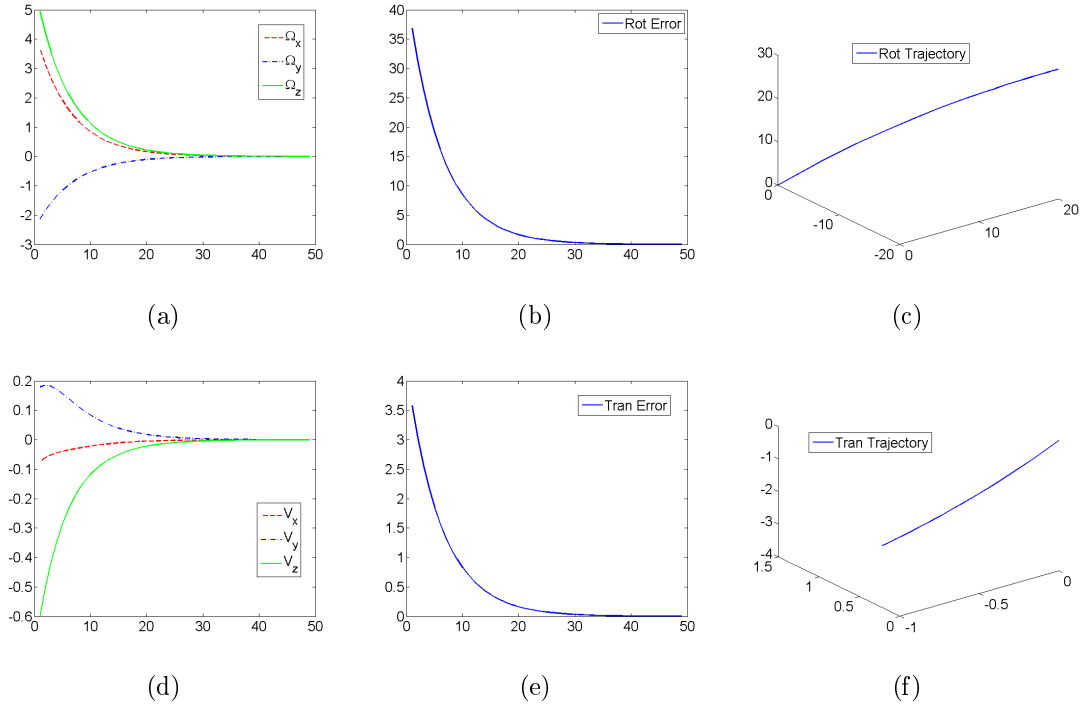 5
4
3
2
1
0
-1
-2
-3
0 10 20 30 40 50
Ωx
Ωy
Ωz
(a)
40
35
30
25
20
15
10
5
0
0 10 20 30 40 50
Rot Error
(b)
30
20
10
0
0
-10
-20
0
10
20
Rot Trajectory
(c)
0.2
0.1
0
-0.1
-0.2
-0.3
-0.4
-0.5
-0.6
0 10 20 30 40 50
Vx
Vy
Vz
(d)
4
3.5
3
2.5
2
1.5
1
0.5
0
0 10 20 30 40 50
Tran Error
(e)
0
-1
-2
-3
-4
1.5
1
0.5
0
-1
-0.5
0
Tran Trajectory
(f)